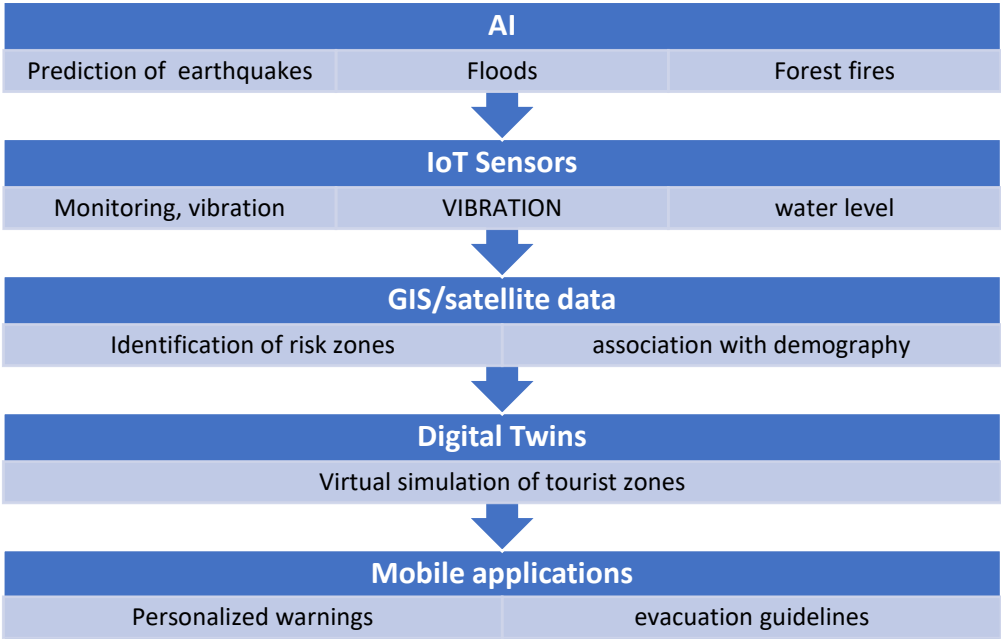 AI
Prediction of earthquakes
Floods
Forest fires
IoT Sensors
Monitoring, vibration
VIBRATION
water level
GIS/satellite data
Identification of risk zones
association with demography
Digital Twins
Virtual simulation of tourist zones
Mobile applications
Personalized warnings
evacuation guidelines